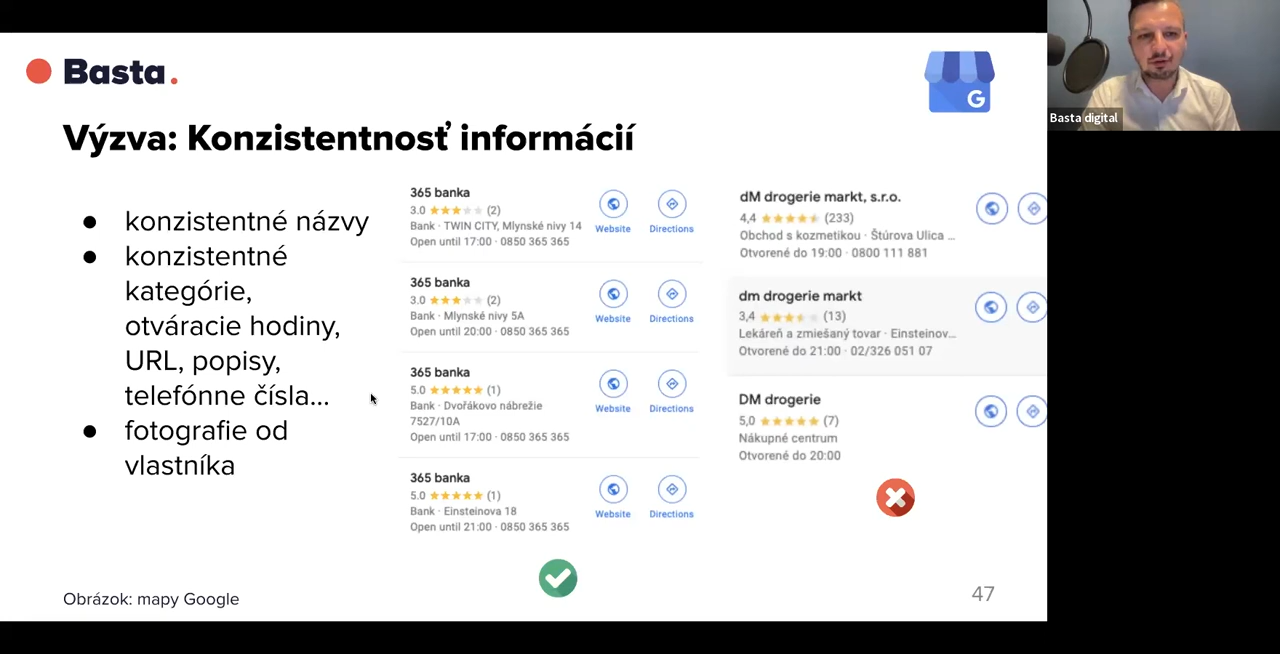 Basta.
G
Výzva: Konzistentnosť informácií
● konzistentné názvy
● konzistentné
kategórie,
otváracie hodiny,
URL, popisy,
telefónne čísla...
● fotografie od
vlastníka
365 banka
3.0 (2)
Bank · TWIN CITY, Mlynské nivy 14
Open until 17:00 · 0850 365 365
Website
Directions
365 banka
3.0 (2)
Bank · Mlynské nivy 5A
Open until 20:00 · 0850 365 365
Website
Directions
365 banka
5.0 (1)
Bank · Dvořákovo nábrežie
7527/10A
Open until 17:00 · 0850 365 365
Website
Directions
365 banka
5.0 (1)
Bank · Einsteinova 18
Open until 21:00 · 0850 365 365
Website
Directions
dM drogerie markt, s.r.o.
4,4 (233)
Obchod s kozmetikou · Štúrova Ulica ...
Otvorené do 19:00 · 0800 111 881
dm drogerie markt
3,4 (13)
Lekáreň a zmiešaný tovar · Einsteinov...
Otvorené do 21:00 · 02/326 051 07
DM drogerie
5,0 (7)
Nákupné centrum
Otvorené do 20:00
Obrázok: mapy Google
47
Basta digital